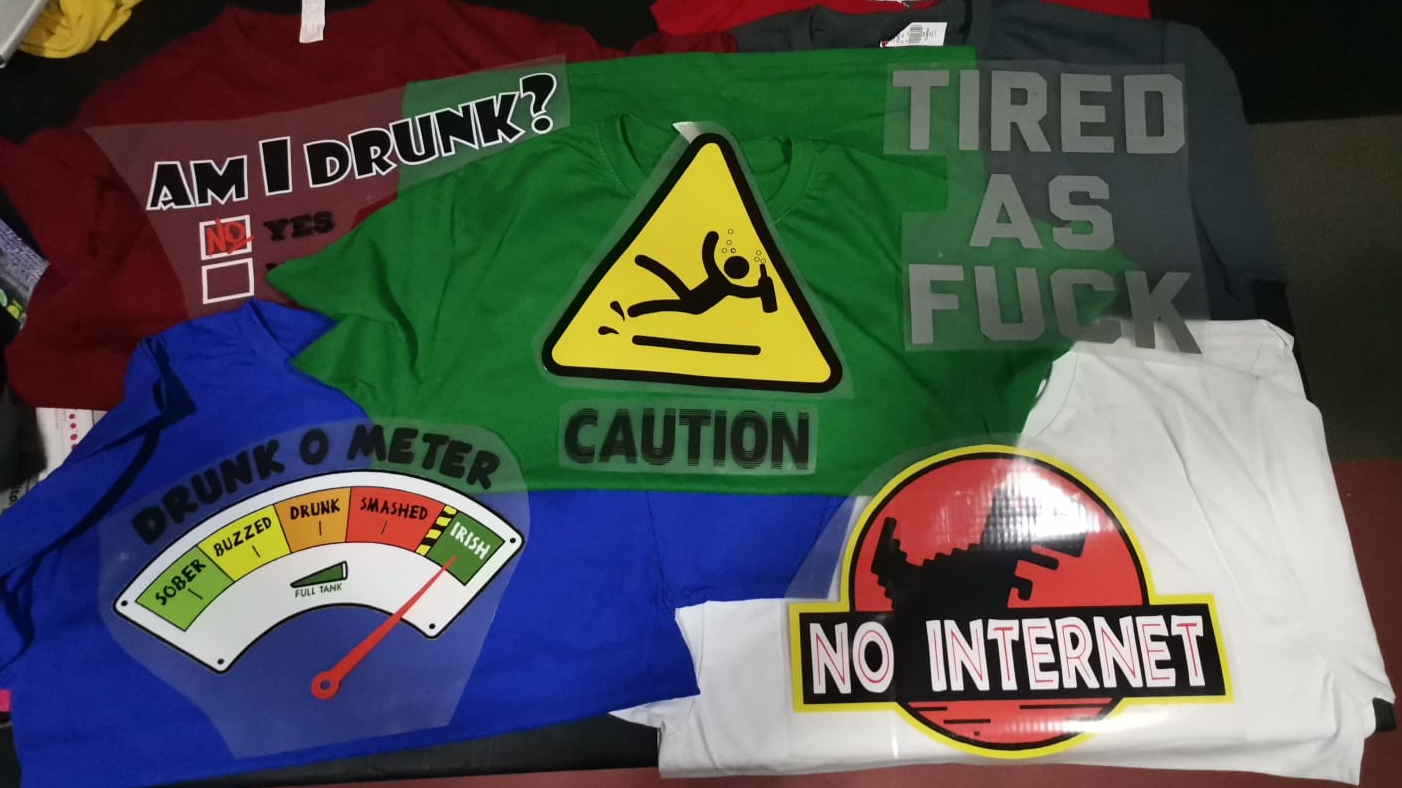 AM I DRUNK?
NO YES
TIRED
AS
FUCK
CAUTION
DRUNK O METER
SOBER
BUZZED
DRUNK
SMASHED
IRISH
FULL TANK
NO INTERNET